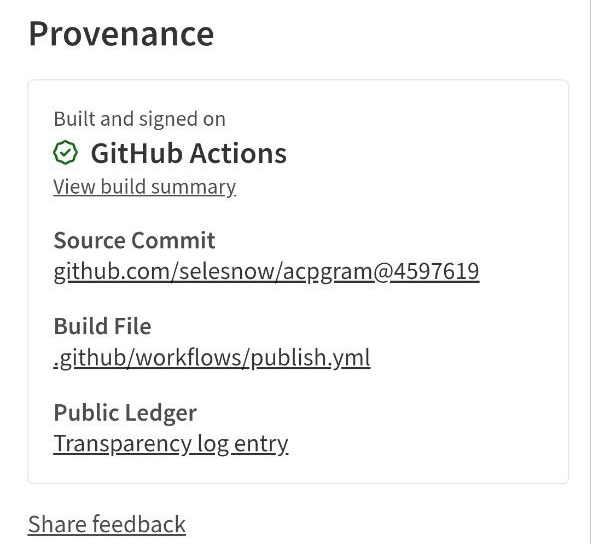 Provenance
Built and signed on
GitHub Actions
View build summary
Source Commit
github.com/selesnow/acpgram@4597619
Build File
.github/workflows/publish.yml
Public Ledger
Transparency log entry
Share feedback